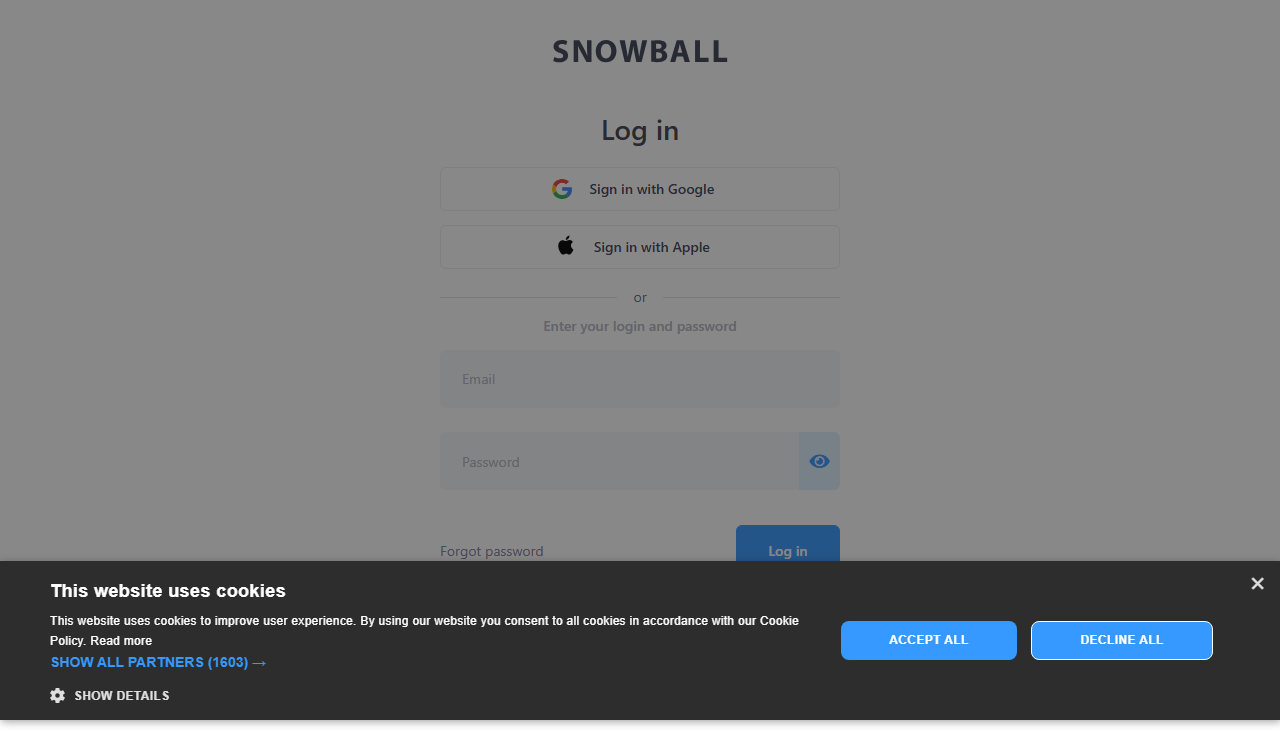 SNOWBALL
Log in
Sign in with Google
Sign in with Apple
or
Enter your login and password
Email
Password
Forgot password
Log in
This website uses cookies
This website uses cookies to improve user experience. By using our website you consent to all cookies in accordance with our Cookie
Policy. Read more
SHOW ALL PARTNERS (1603) →
SHOW DETAILS
ACCEPT ALL
DECLINE ALL
×